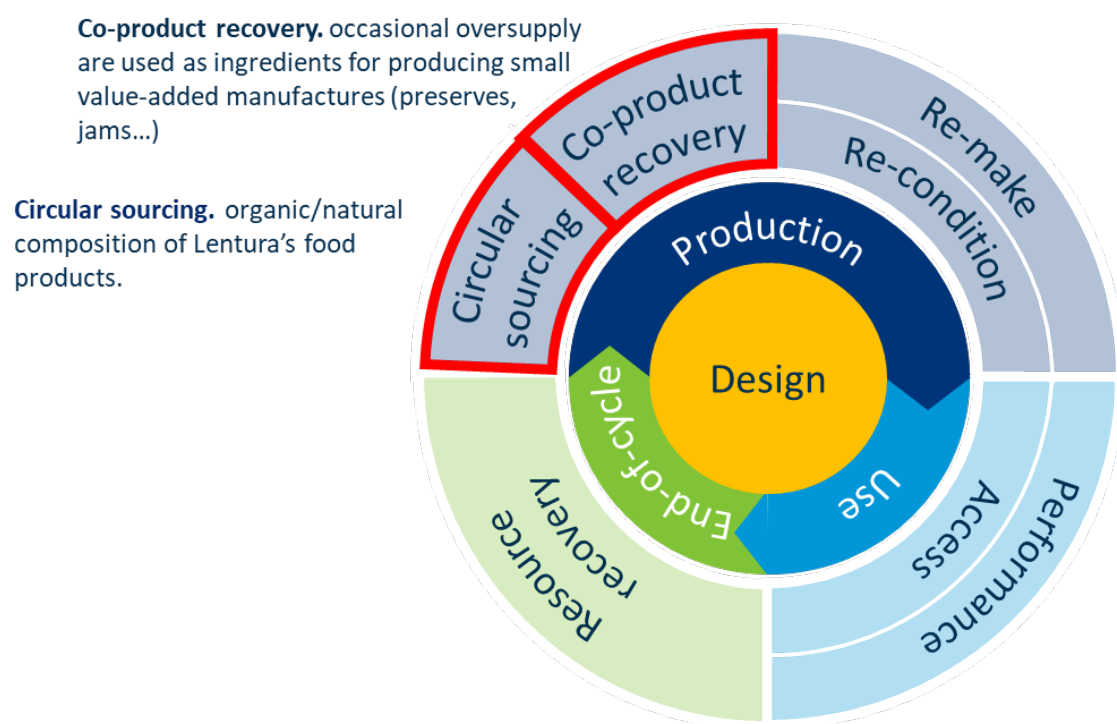 Co-product recovery. occasional oversupply
are used as ingredients for producing small
value-added manufactures (preserves,
jams...)
Circular sourcing. organic/natural
composition of Lentura's food
products.
Co-product
recovery
Circular
sourcing
Re-make
Re-condition
Production
Design
End-of-cycle
Use
Resource
recovery
Access
Performance